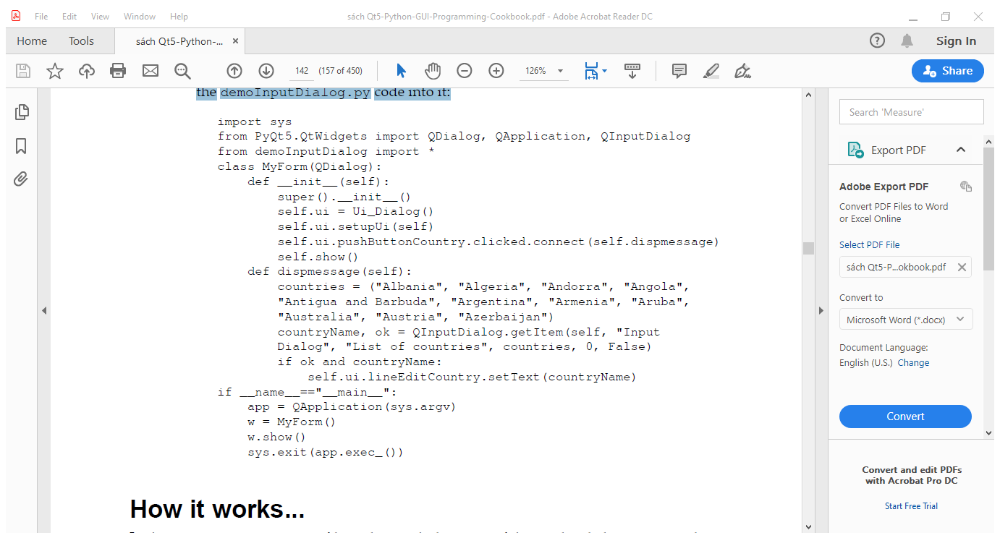 File Edit View Window Help
sách Qt5-Python-GUI-Programming-Cookbook.pdf - Adobe Acrobat Reader DC
Home Tools
sách Qt5-Python-... ×
Sign In
142 (157 of 450)
126%
Share
the demoInputDialog.py code into it:
import sys
from PyQt5.QtWidgets import QDialog, QApplication, QInputDialog
from demoInputDialog import *
class MyForm(QDialog):
    def __init__(self):
        super().__init__()
        self.ui = Ui_Dialog()
        self.ui.setupUi(self)
        self.ui.pushButtonCountry.clicked.connect(self.dispmessage)
        self.show()
    def dispmessage(self):
        countries = ("Albania", "Algeria", "Andorra", "Angola",
        "Antigua and Barbuda", "Argentina", "Armenia", "Aruba",
        "Australia", "Austria", "Azerbaijan")
        countryName, ok = QInputDialog.getItem(self, "Input
        Dialog", "List of countries", countries, 0, False)
        if ok and countryName:
            self.ui.lineEditCountry.setText(countryName)
if __name__=="__main__":
    app = QApplication(sys.argv)
    w = MyForm()
    w.show()
    sys.exit(app.exec_())
How it works...
Search 'Measure'
Export PDF
Adobe Export PDF
Convert PDF Files to Word
or Excel Online
Select PDF File
sách Qt5-P...okbook.pdf
Convert to
Microsoft Word (*.docx)
Document Language:
English (U.S.) Change
Convert
Convert and edit PDFs
with Acrobat Pro DC
Start Free Trial